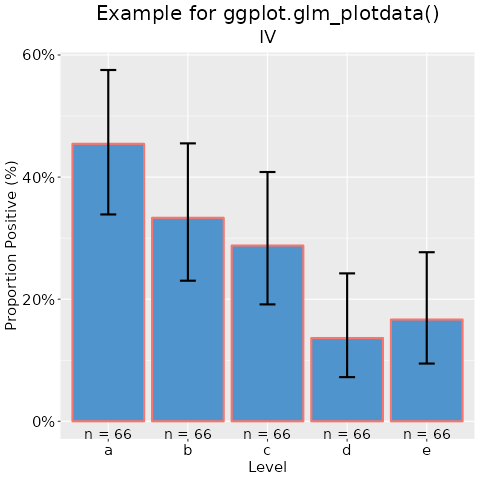 Example for ggplot.glm_plotdata()
IV
Proportion Positive (%)
60%
40%
20%
0%
n = 66 n = 66 n = 66 n = 66 n = 66
a b c d e
Level